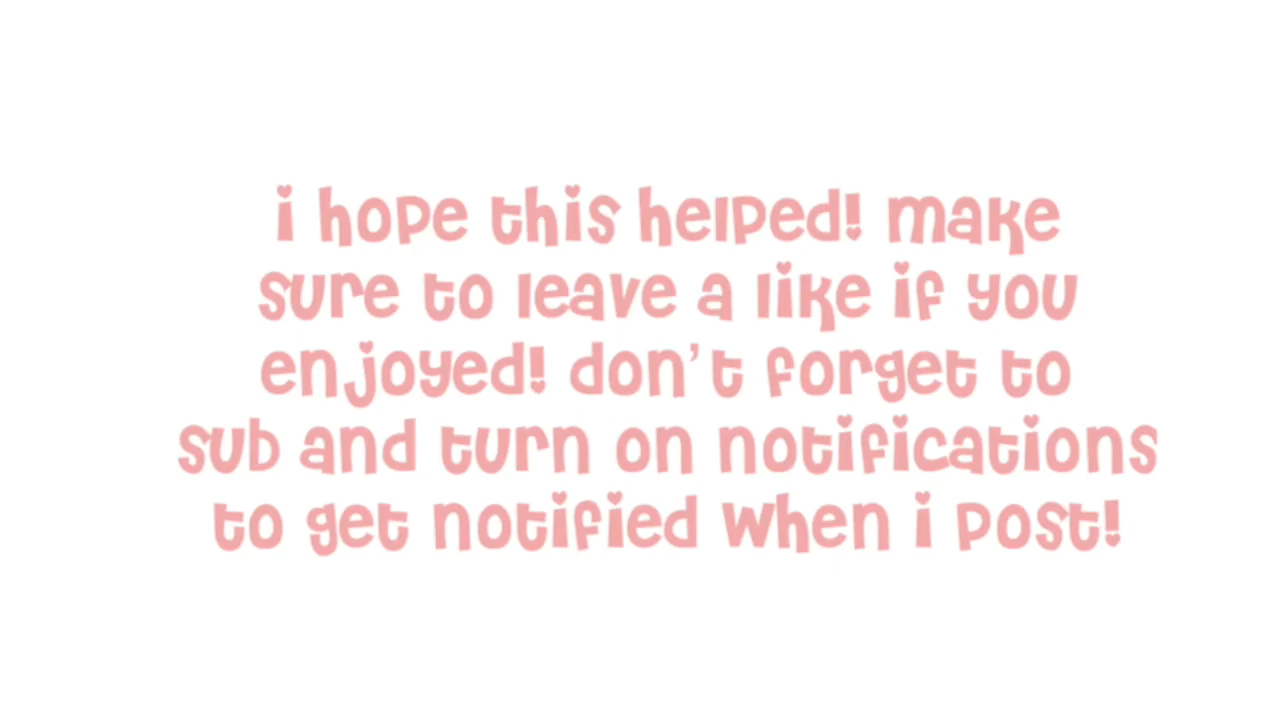 i hope this helped! make
sure to leave a like if you
enjoyed! don't forget to
sub and turn on notifications
to get notified when i post!